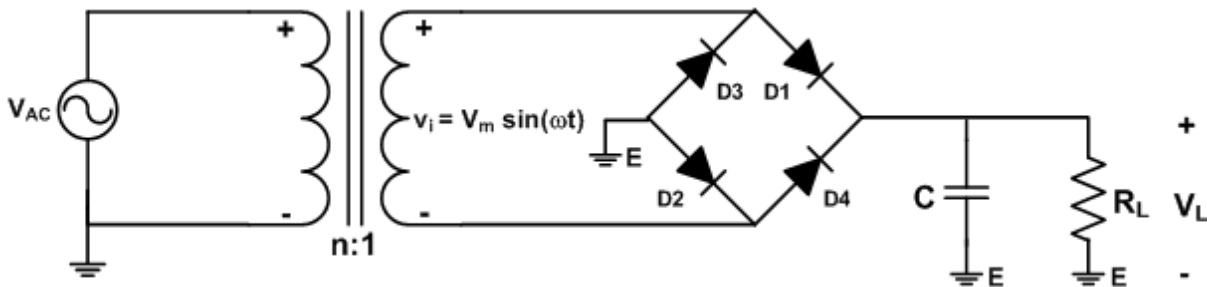 +
+
D3
D1
V_AC
v_i = V_m sin(ωt)
+
E
D2
D4
C
R_L
V_L
-
-
n:1
E
E
-